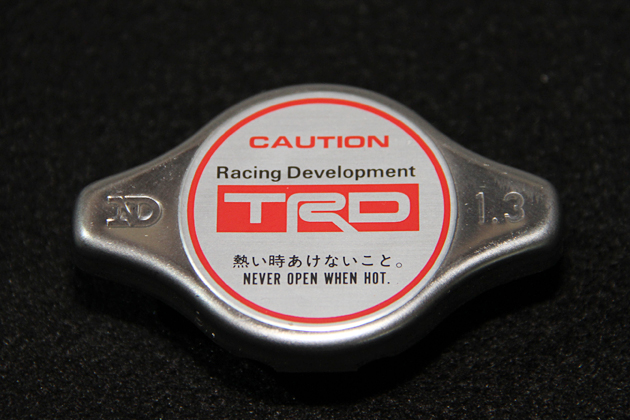 CAUTION
Racing Development
TRD
ND
1.3
熱い時あけないこと。
NEVER OPEN WHEN HOT.